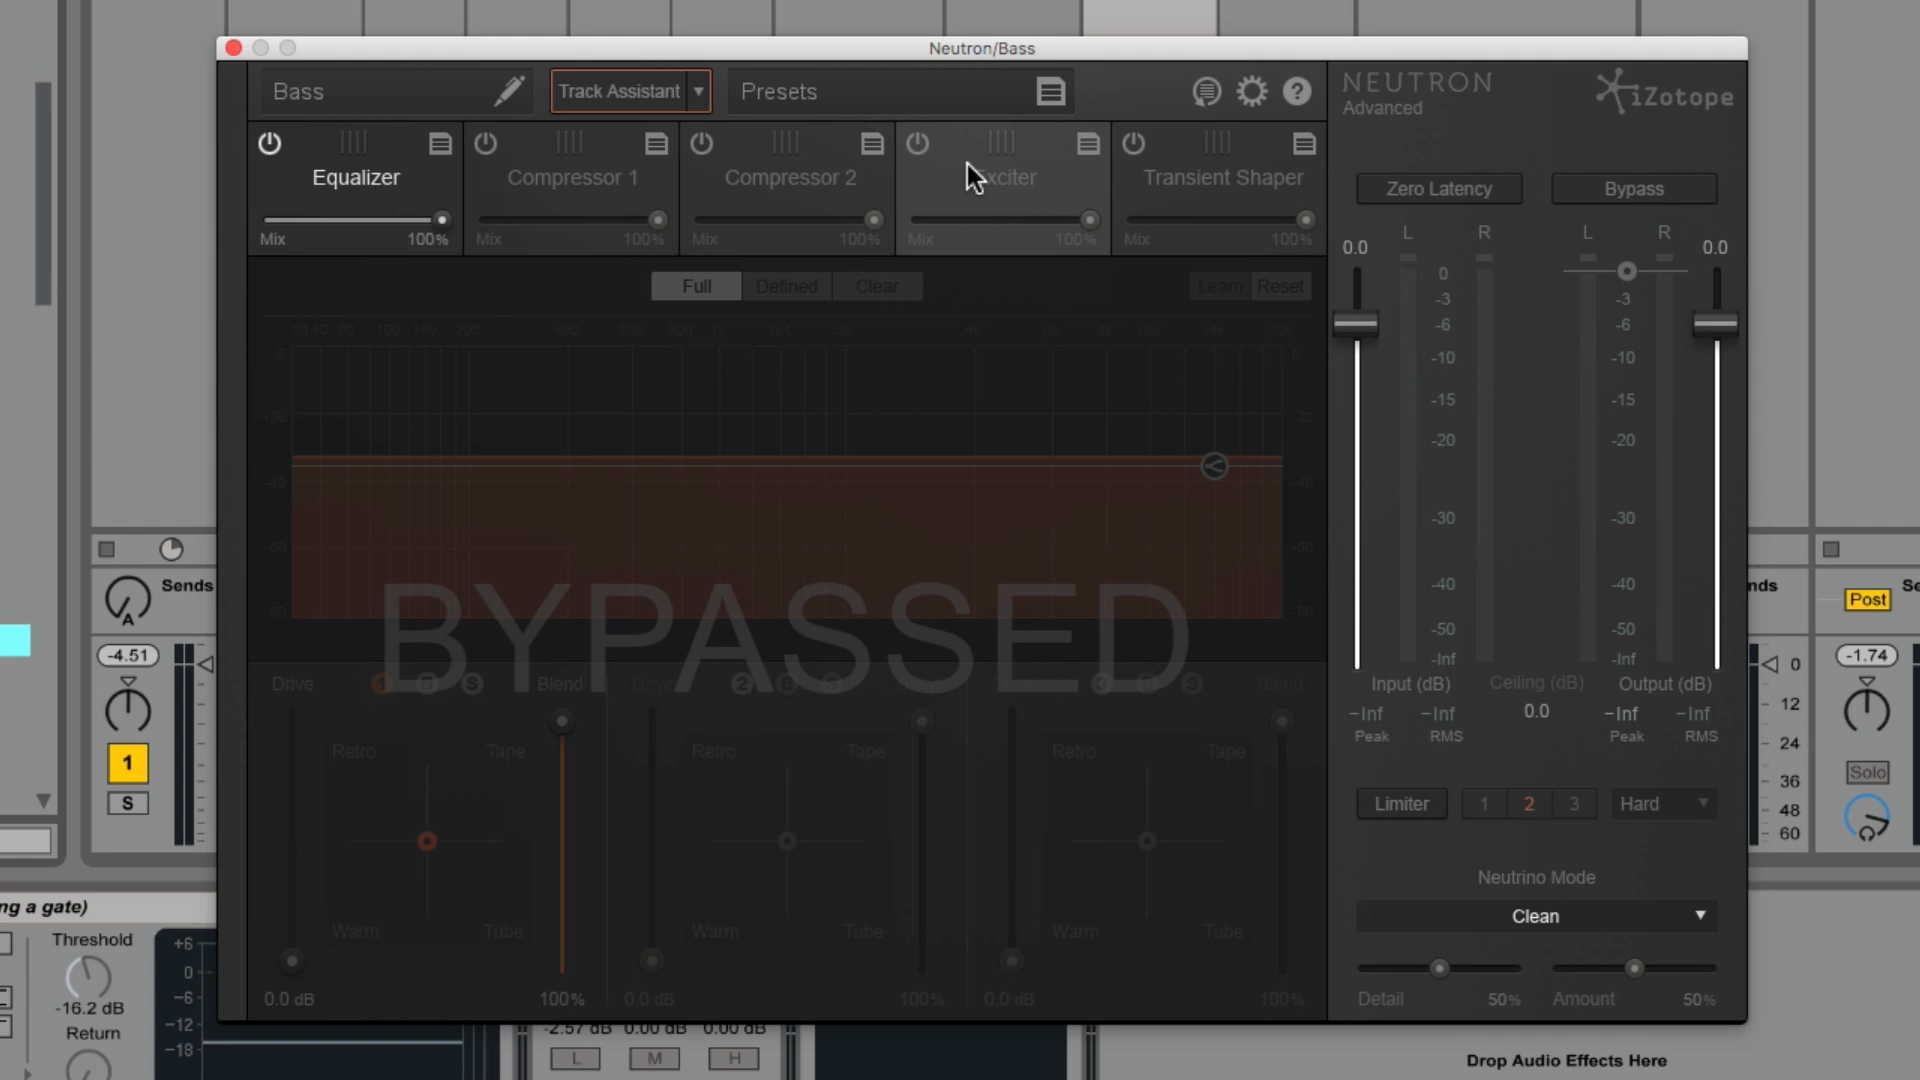 Neutron/Bass
Bass
Track Assistant
Presets
NEUTRON
Advanced
iZotope
Equalizer
Mix 100%
Compressor 1
Mix 100%
Compressor 2
Mix 100%
Mix 100%
Transient Shaper
Mix 100%
Zero Latency
Bypass
L R
L R
0.0
0.0
0
-3
-6
-10
-15
-20
-30
-40
-50
-Inf
-3
-6
-10
-15
-20
-30
-40
-50
-Inf
Full
Defined
Clear
Learn
Reset
BYPASSED
Drive
1 B S
Blend
2 B S
3
S
Blend
Retro Tape
Warm Tube
Retro Tape
Warm Tube
Retro Tape
Warm Tube
0.0 dB
100%
0.0 dB
100%
0.0 dB
100%
Input (dB)
Ceiling (dB)
Output (dB)
-Inf -Inf
0.0
-Inf -Inf
Peak RMS
Peak RMS
Limiter
1 2 3
Hard
Neutrino Mode
Clean
Detail 50%
Amount 50%
Sends
A
-4.51
1
S
Post
-1.74
0
12
24
36
48
60
Solo
Threshold
-16.2 dB
Return
+6
0
-6
-12
-18
-2.57 dB 0.00 dB 0.00 dB
L M H
Drop Audio Effects Here